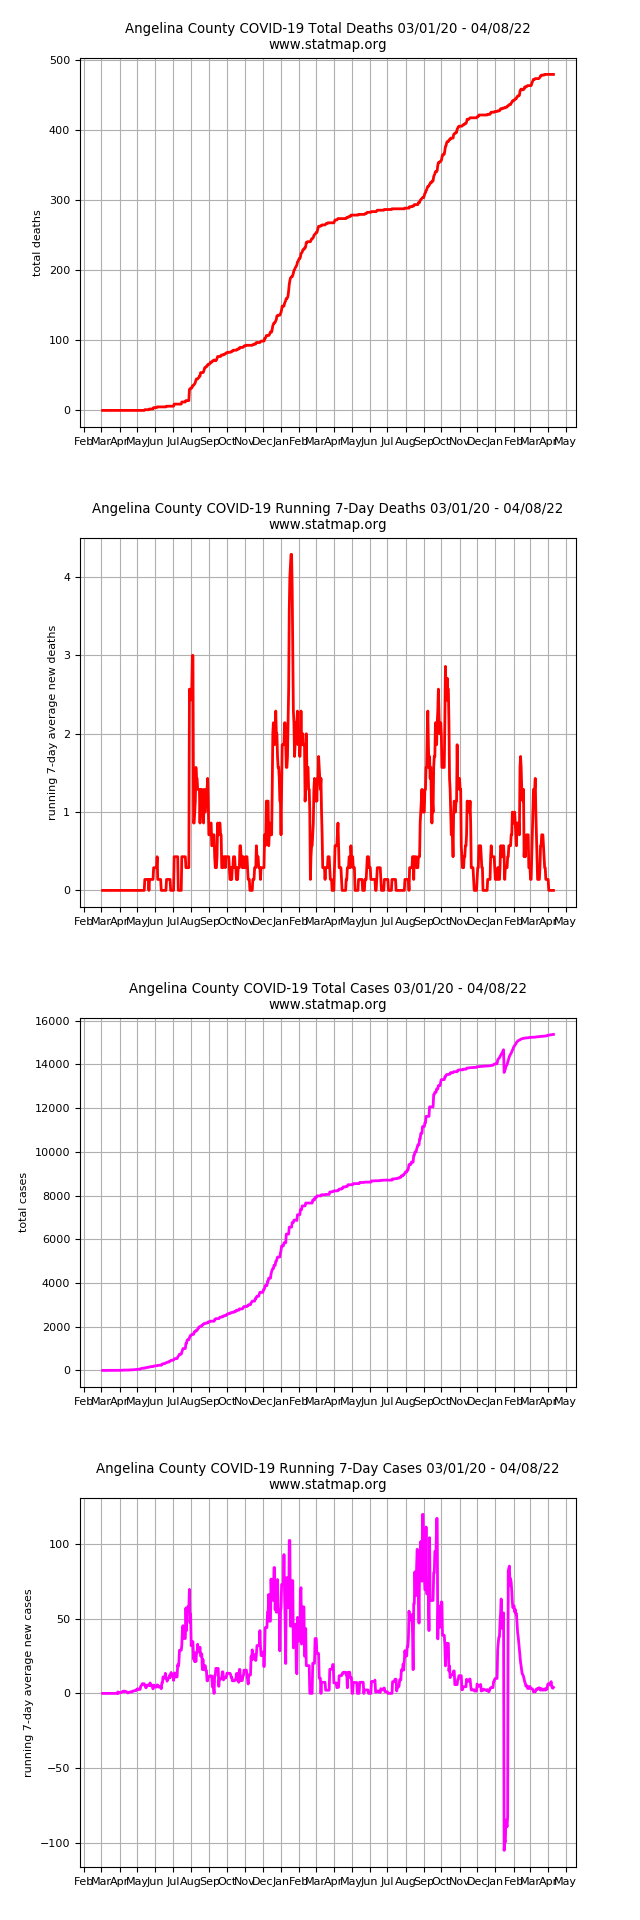 Angelina County COVID-19 Total Deaths 03/01/20 - 04/08/22
www.statmap.org
500
400
300
200
100
0
total deaths
Feb Mar Apr May Jun Jul Aug Sep Oct Nov Dec Jan Feb Mar Apr May Jun Jul Aug Sep Oct Nov Dec Jan Feb Mar Apr May
Angelina County COVID-19 Running 7-Day Deaths 03/01/20 - 04/08/22
www.statmap.org
4
3
2
1
0
running 7-day average new deaths
Feb Mar Apr May Jun Jul Aug Sep Oct Nov Dec Jan Feb Mar Apr May Jun Jul Aug Sep Oct Nov Dec Jan Feb Mar Apr May
Angelina County COVID-19 Total Cases 03/01/20 - 04/08/22
www.statmap.org
16000
14000
12000
10000
8000
6000
4000
2000
0
total cases
Feb Mar Apr May Jun Jul Aug Sep Oct Nov Dec Jan Feb Mar Apr May Jun Jul Aug Sep Oct Nov Dec Jan Feb Mar Apr May
Angelina County COVID-19 Running 7-Day Cases 03/01/20 - 04/08/22
www.statmap.org
100
50
0
−50
−100
running 7-day average new cases
Feb Mar Apr May Jun Jul Aug Sep Oct Nov Dec Jan Feb Mar Apr May Jun Jul Aug Sep Oct Nov Dec Jan Feb Mar Apr May